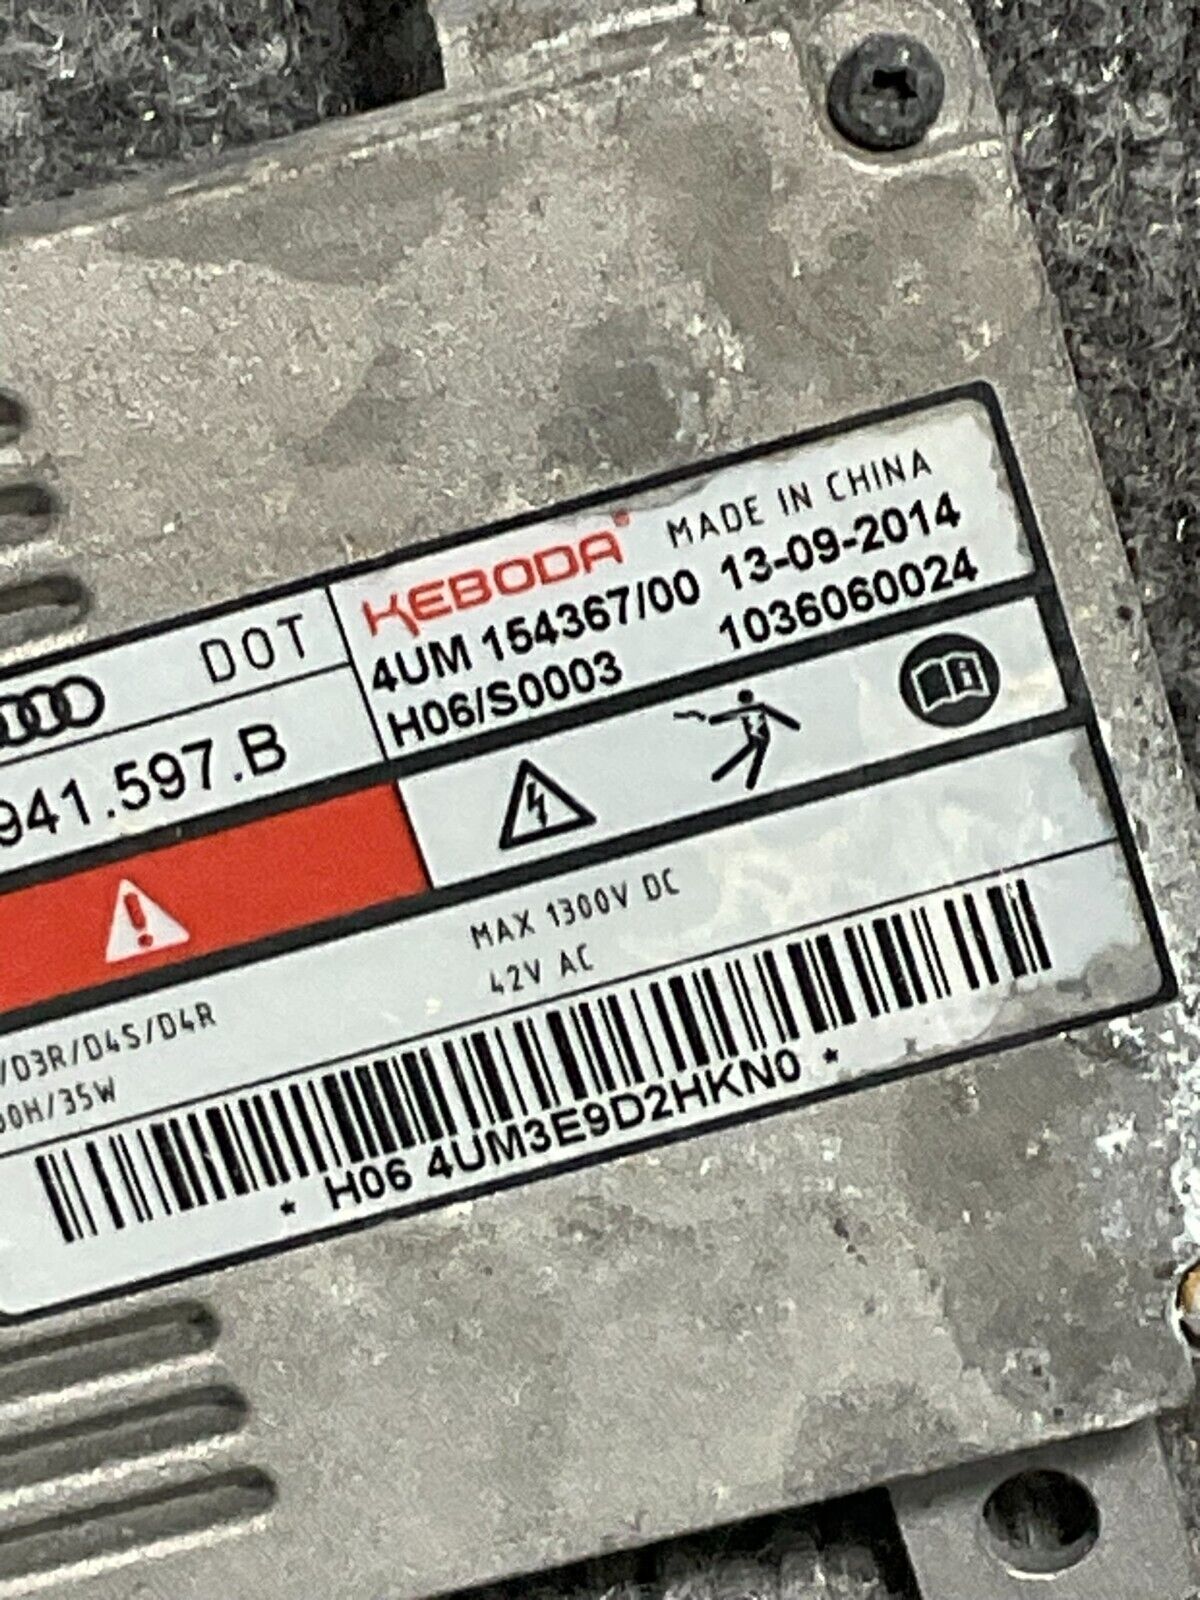 MADE IN CHINA
KEBODA
DOT
4UM 154367/00 13-09-2014
H06/S0003 1036060024
941.597.B
MAX 1300V DC
42V AC
/D3R/D4S/D4R
0H/35W
* H06 4UM3E9D2HKN0 *